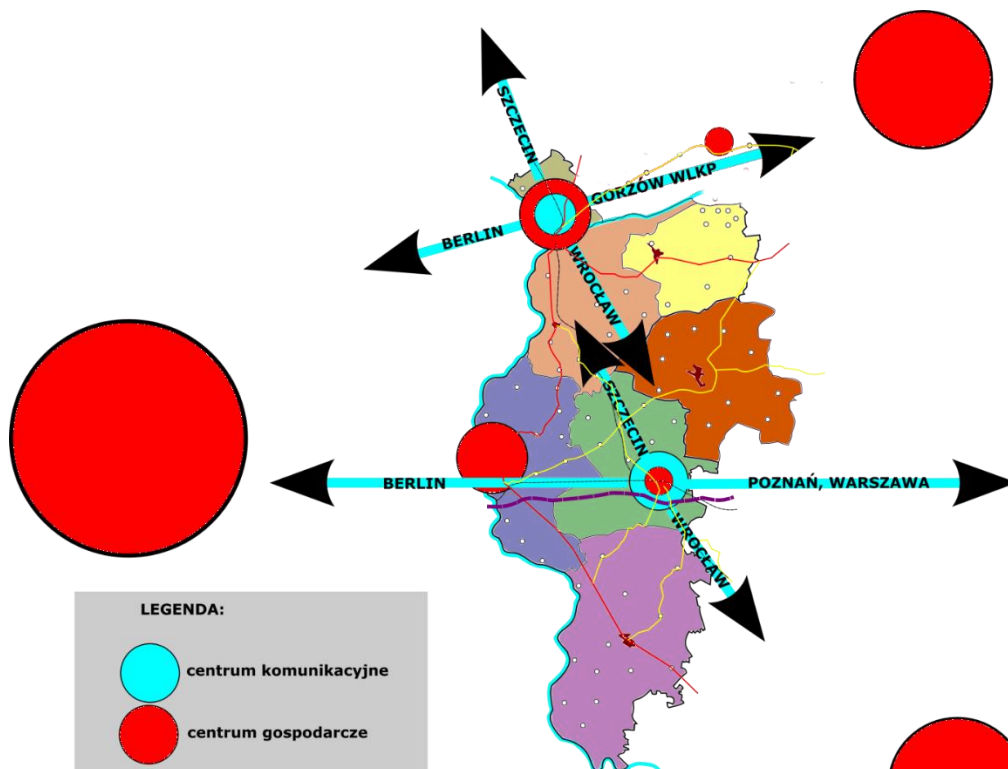 SZCZECIN
GORZÓW WLKP
BERLIN
WROCŁAW
SZCZECIN
BERLIN
POZNAŃ, WARSZAWA
WROCŁAW
LEGENDA:
centrum komunikacyjne
centrum gospodarcze